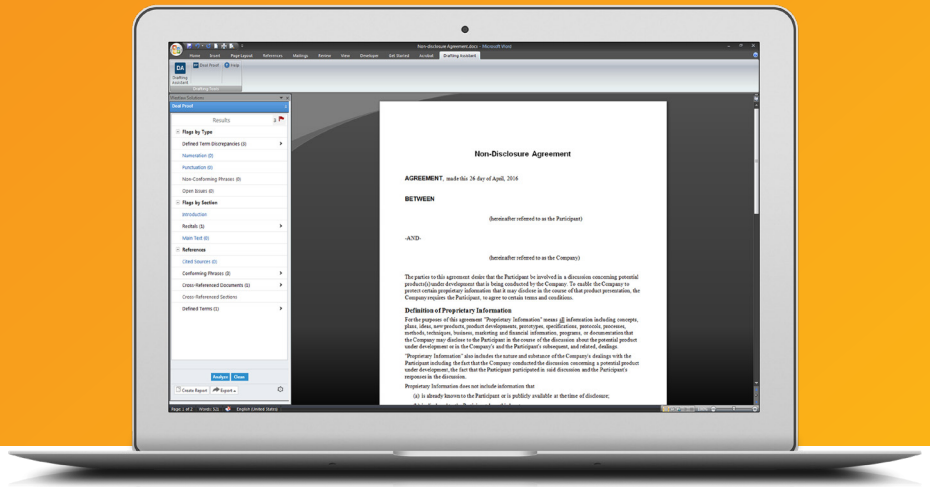 Non-disclosure Agreement.docx - Microsoft Word
Home Insert Page Layout References Mailings Review View Developer Get Started Acrobat Drafting Assistant
DA
Deal Proof Help
Drafting
Assistant
Drafting Tools
Deal Proof
Results
Flags by Type
Defined Term Discrepancies (1)
Numeration (0)
Punctuation (0)
Non-Conforming Phrases (0)
Open Issues (0)
Flags by Section
Introduction
Recitals (1)
Main Text (0)
References
Cited Sources (0)
Conforming Phrases (2)
Cross-Referenced Documents (1)
Cross-Referenced Sections
Defined Terms (1)
Analyze Close
Create Report Export
Page: 1 of 2 Words: 521 English (United States)
Non-Disclosure Agreement
AGREEMENT, made this 26 day of April, 2016
BETWEEN
(hereinafter referred to as the Participant)
-AND-
(hereinafter referred to as the Company)
The parties to this agreement desire that the Participant be involved in a discussion concerning potential
products(s) under development that is being conducted by the Company. To enable the Company to
protect certain proprietary information that it may disclose in the course of that product presentation, the
Company requires the Participant, to agree to certain terms and conditions.
Definition of Proprietary Information
For the purposes of this agreement "Proprietary Information" means all information including concepts,
plans, ideas, new products, product developments, prototypes, specifications, protocols, processes,
methods, techniques, business, marketing and financial information, programs, or documentation that
the Company may disclose to the Participant in the course of the discussion about the potential product
under development or in the Company's and the Participant's subsequent, and related, dealings.
"Proprietary Information" also includes the nature and substance of the Company's dealings with the
Participant including the fact that the Company conducted the discussion concerning a potential product
under development, the fact that the Participant participated in said discussion and the Participant's
responses in the discussion.
Proprietary Information does not include information that
(a) is already known to the Participant or is publicly available at the time of disclosure;